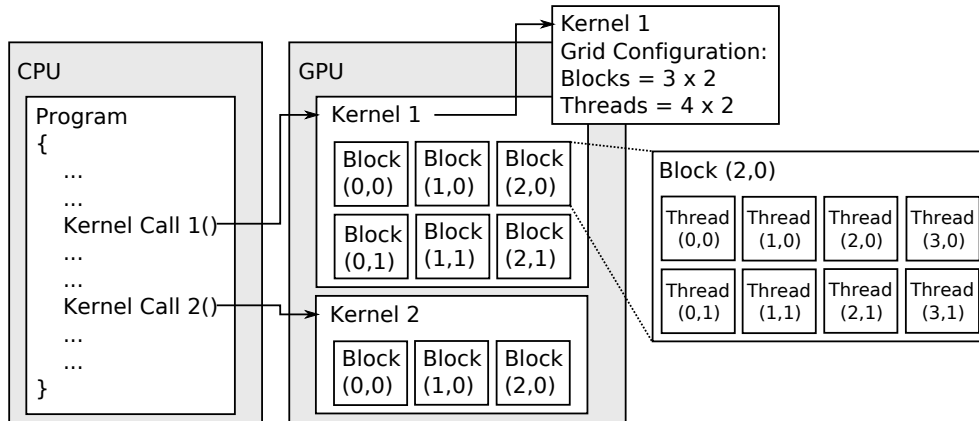 CPU
Program
{
...
...
Kernel Call 1()
...
...
Kernel Call 2()
...
...
}
GPU
Kernel 1
Block Block Block
(0,0) (1,0) (2,0)
Block Block Block
(0,1) (1,1) (2,1)
Kernel 2
Block Block Block
(0,0) (1,0) (2,0)
Kernel 1
Grid Configuration:
Blocks = 3 x 2
Threads = 4 x 2
Block (2,0)
Thread Thread Thread Thread
(0,0) (1,0) (2,0) (3,0)
Thread Thread Thread Thread
(0,1) (1,1) (2,1) (3,1)